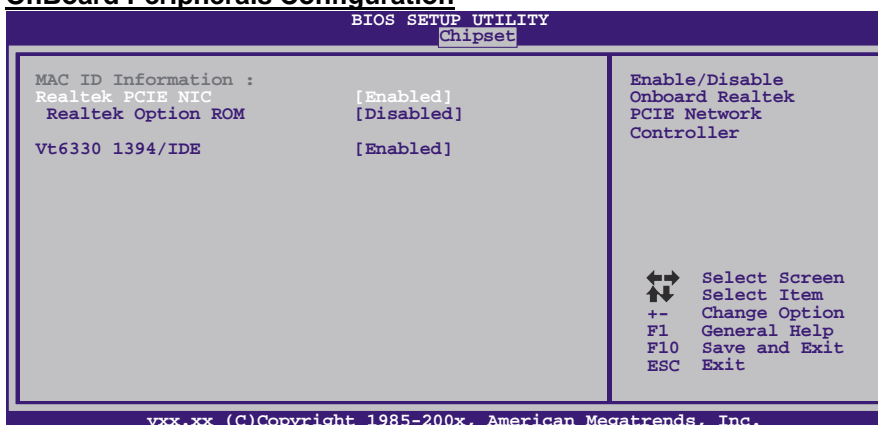 OnBoard Peripherals Configuration
BIOS SETUP UTILITY
Chipset
MAC ID Information :
Realtek PCIE NIC [Enabled]
Realtek Option ROM [Disabled]
Vt6330 1394/IDE [Enabled]
Enable/Disable
Onboard Realtek
PCIE Network
Controller
Select Screen
Select Item
+- Change Option
F1 General Help
F10 Save and Exit
ESC Exit
vxx.xx (C)Copyright 1985-200x, American Megatrends, Inc.